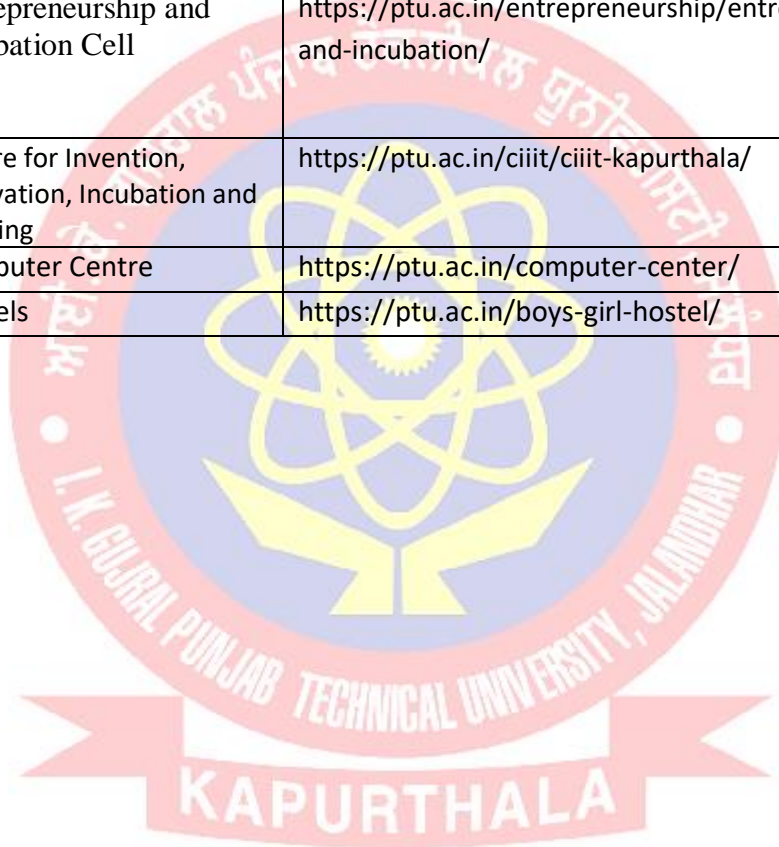 epreneurship and
bation Cell
https://ptu.ac.in/entrepreneurship/entre
and-incubation/
re for Invention,
vation, Incubation and
ing
https://ptu.ac.in/ciiit/ciiit-kapurthala/
puter Centre
https://ptu.ac.in/computer-center/
els
https://ptu.ac.in/boys-girl-hostel/
ਪੰਜਾਬ
I. K. GUJRAL PUNJAB TECHNICAL UNIVERSITY, JALANDHAR
KAPURTHALA